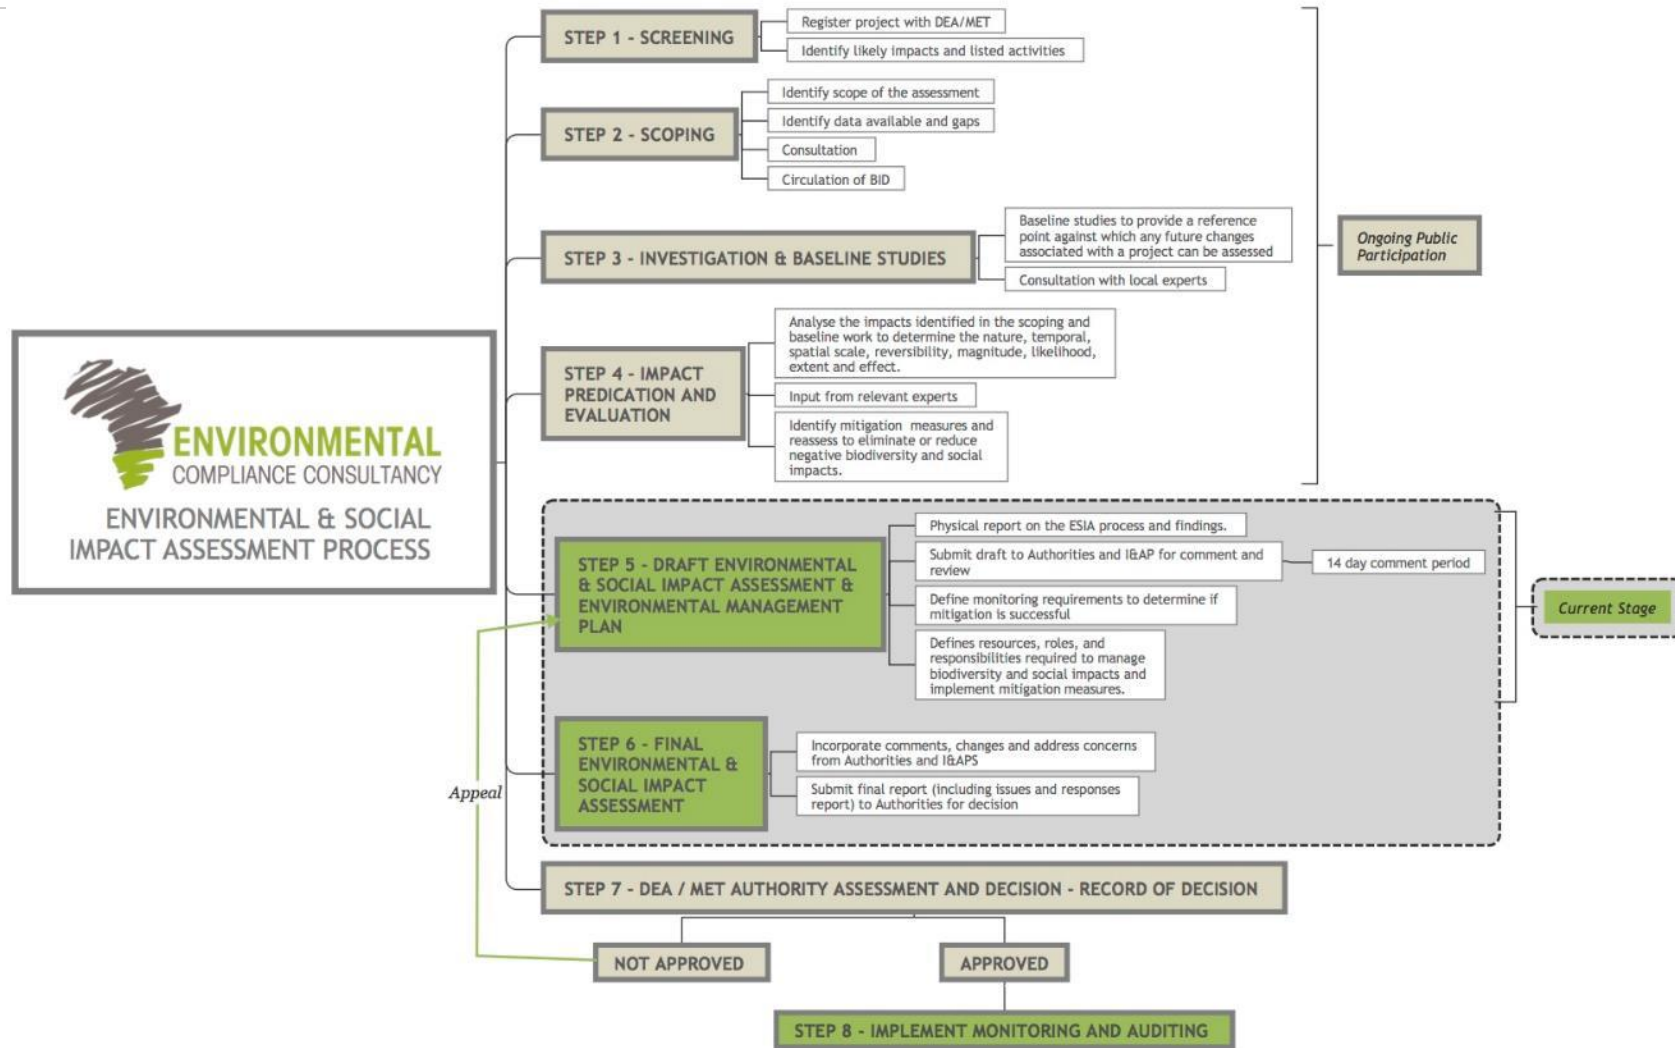 STEP 1 - SCREENING
Register project with DEA/MET
Identify likely impacts and listed activities
STEP 2 - SCOPING
Identify scope of the assessment
Identify data available and gaps
Consultation
Circulation of BID
STEP 3 - INVESTIGATION & BASELINE STUDIES
Baseline studies to provide a reference
point against which any future changes
associated with a project can be assessed
Consultation with local experts
Ongoing Public
Participation
STEP 4 - IMPACT
PREDICATION AND
EVALUATION
Analyse the impacts identified in the scoping and
baseline work to determine the nature, temporal,
spatial scale, reversibility, magnitude, likelihood,
extent and effect.
Input from relevant experts
Identify mitigation measures and
reassess to eliminate or reduce
negative biodiversity and social
impacts.
ENVIRONMENTAL
COMPLIANCE CONSULTANCY
ENVIRONMENTAL & SOCIAL
IMPACT ASSESSMENT PROCESS
STEP 5 - DRAFT ENVIRONMENTAL
& SOCIAL IMPACT ASSESSMENT &
ENVIRONMENTAL MANAGEMENT
PLAN
Physical report on the ESIA process and findings.
Submit draft to Authorities and I&AP for comment and
review
14 day comment period
Define monitoring requirements to determine if
mitigation is successful
Defines resources, roles, and
responsibilities required to manage
biodiversity and social impacts and
implement mitigation measures.
Current Stage
STEP 6 - FINAL
ENVIRONMENTAL &
SOCIAL IMPACT
ASSESSMENT
Incorporate comments, changes and address concerns
from Authorities and I&APS
Submit final report (including issues and responses
report) to Authorities for decision
Appeal
STEP 7 - DEA / MET AUTHORITY ASSESSMENT AND DECISION - RECORD OF DECISION
NOT APPROVED
APPROVED
STEP 8 - IMPLEMENT MONITORING AND AUDITING